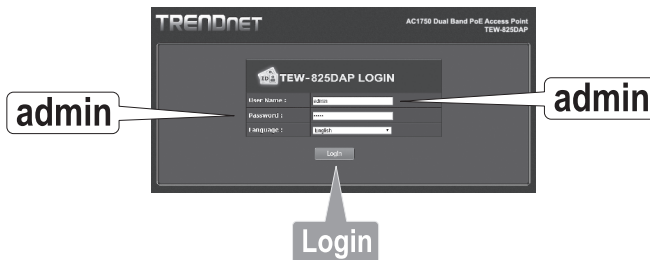 TRENDNET
AC1750 Dual Band PoE Access Point
TEW-825DAP
TEW-825DAP LOGIN
User Name :
admin
Password :
•••••
Language :
English
Login
admin
admin
Login